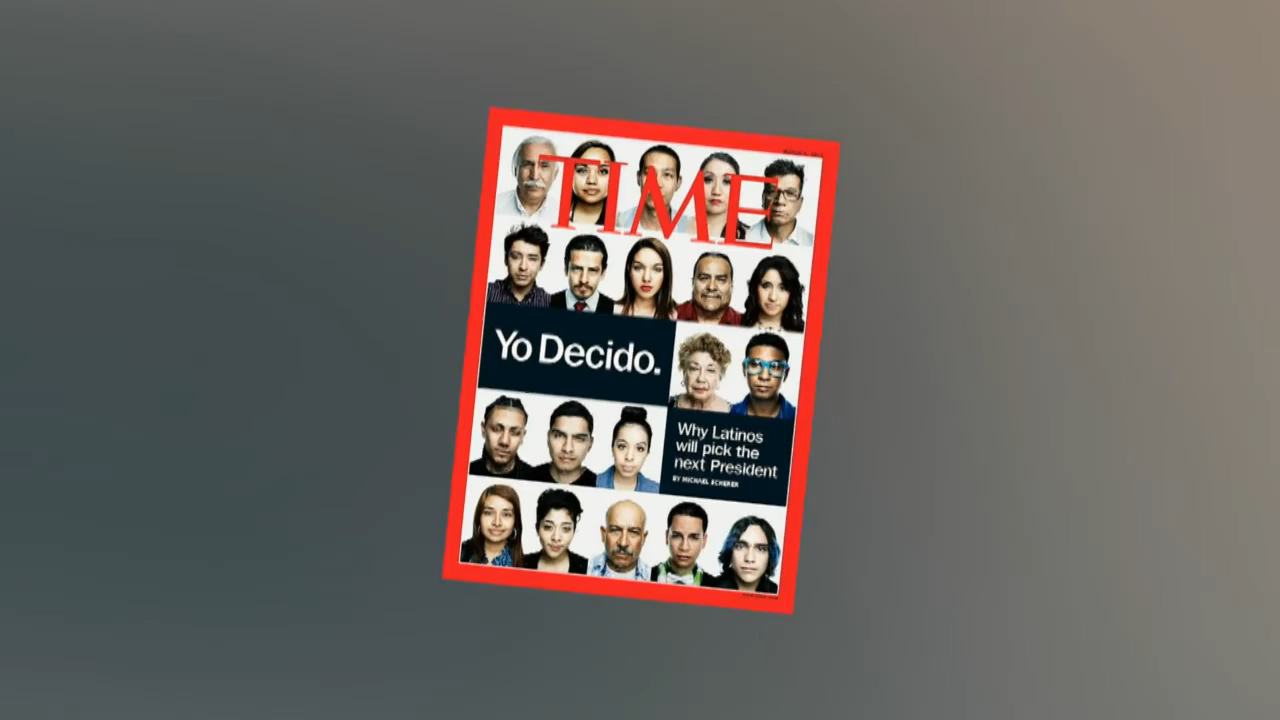 TIME
Yo Decido.
Why Latinos
will pick the
next President
BY MICHAEL SCHERER